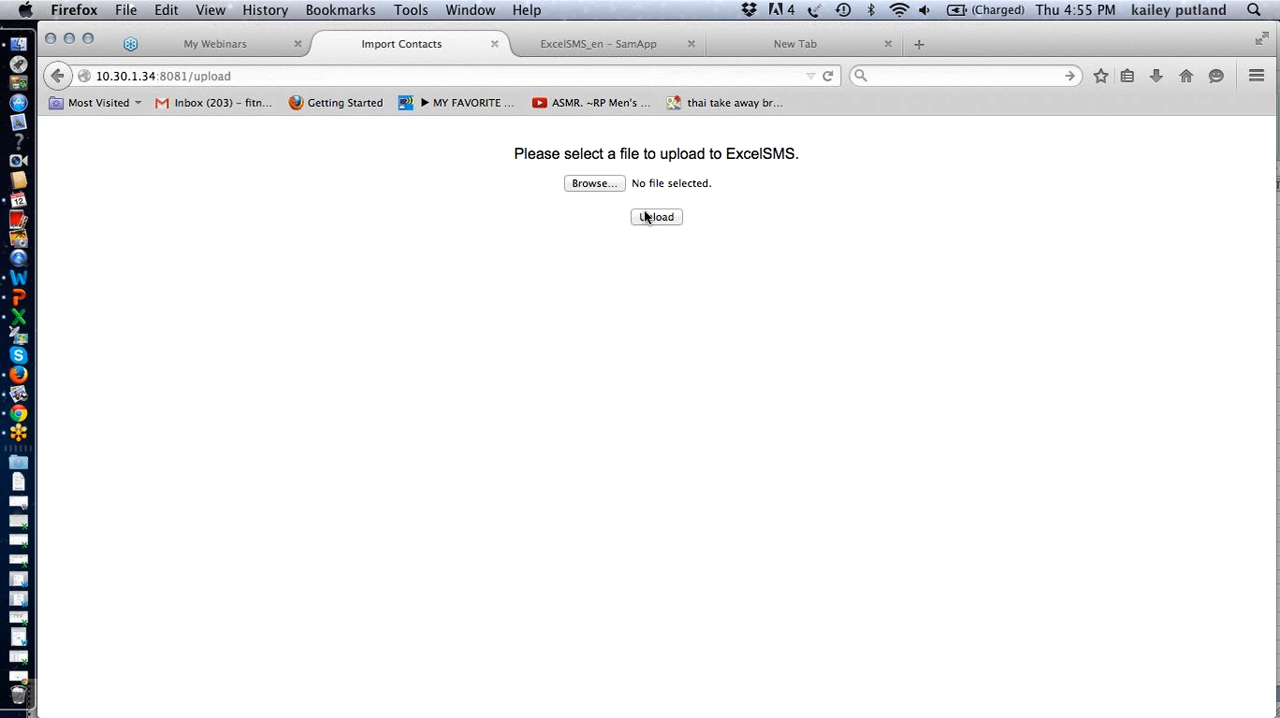 Firefox File Edit View History Bookmarks Tools Window Help 4 (Charged) Thu 4:55 PM kailey putland
My Webinars Import Contacts ExcelSMS_en – SamApp New Tab
10.30.1.34:8081/upload
Most Visited Inbox (203) – fitn... Getting Started ▶ MY FAVORITE ... ASMR. ~RP Men's ... thai take away br...
Please select a file to upload to ExcelSMS.
Browse... No file selected.
Upload
12